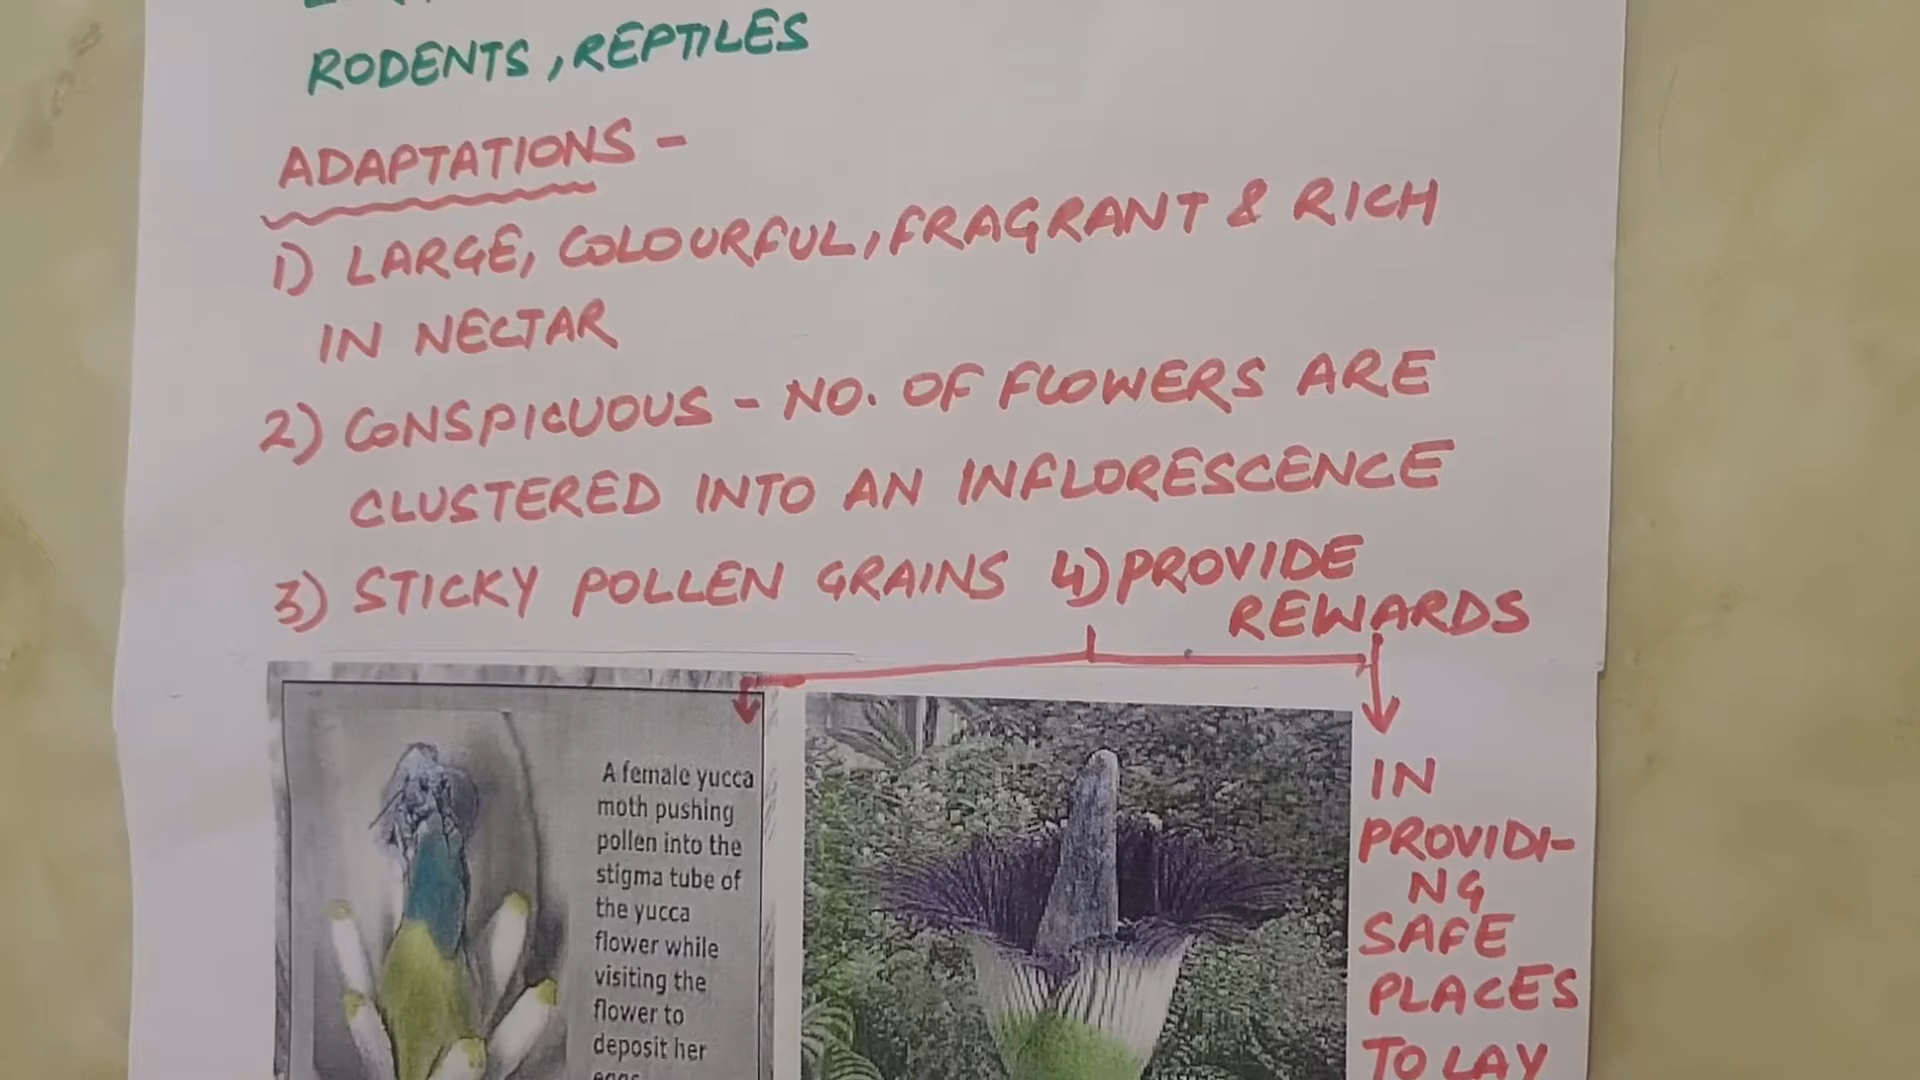 RODENTS, REPTILES
ADAPTATIONS -
1) LARGE, COLOURFUL, FRAGRANT & RICH
IN NECTAR
2) CONSPICUOUS - NO. OF FLOWERS ARE
CLUSTERED INTO AN INFLORESCENCE
3) STICKY POLLEN GRAINS 4) PROVIDE
REWARDS
A female yucca
moth pushing
pollen into the
stigma tube of
the yucca
flower while
visiting the
flower to
deposit her
eggs
IN
PROVIDI-
NG
SAFE
PLACES
TO LAY